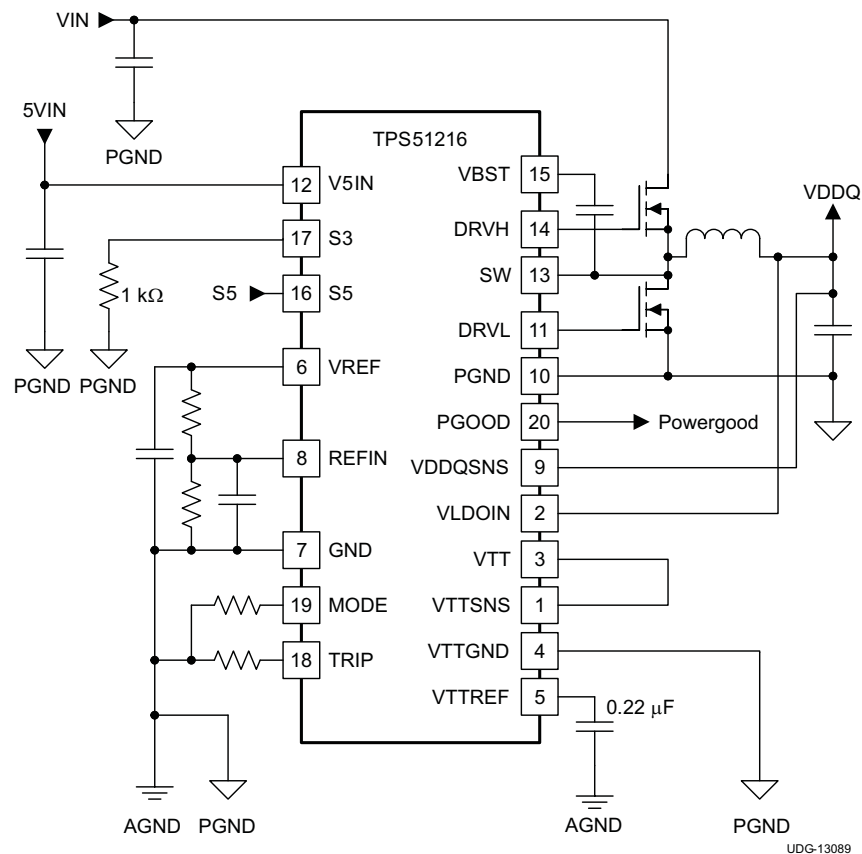 VIN
PGND
5VIN
TPS51216
12 V5IN
VBST 15
VDDQ
17 S3
DRVH 14
1 kΩ
S5 16 S5
SW 13
DRVL 11
PGND PGND
6 VREF
PGND 10
PGOOD 20 Powergood
8 REFIN
VDDQSNS 9
VLDOIN 2
7 GND
VTT 3
19 MODE
VTTSNS 1
18 TRIP
VTTGND 4
VTTREF 5
0.22 μF
AGND PGND
AGND
PGND
UDG-13089